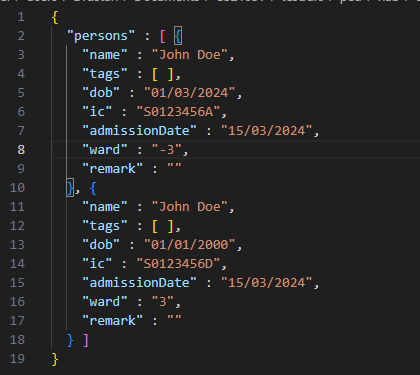 1 {
2 "persons" : [ {
3 "name" : "John Doe",
4 "tags" : [ ],
5 "dob" : "01/03/2024",
6 "ic" : "S0123456A",
7 "admissionDate" : "15/03/2024",
8 "ward" : "-3",
9 "remark" : ""
10 }, {
11 "name" : "John Doe",
12 "tags" : [ ],
13 "dob" : "01/01/2000",
14 "ic" : "S0123456D",
15 "admissionDate" : "15/03/2024",
16 "ward" : "3",
17 "remark" : ""
18 } ]
19 }